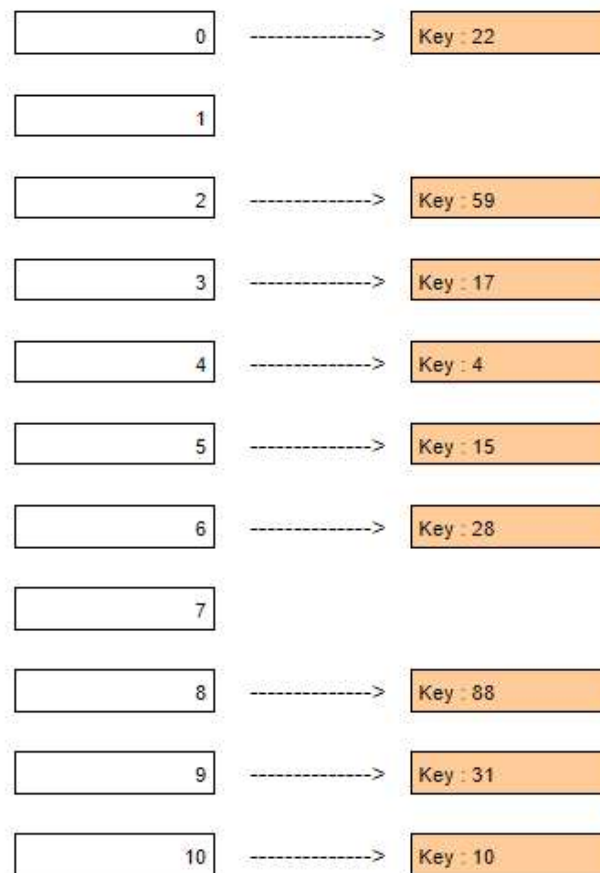 0 --------------> Key : 22
1
2 --------------> Key : 59
3 --------------> Key : 17
4 --------------> Key : 4
5 --------------> Key : 15
6 --------------> Key : 28
7
8 --------------> Key : 88
9 --------------> Key : 31
10 --------------> Key : 10